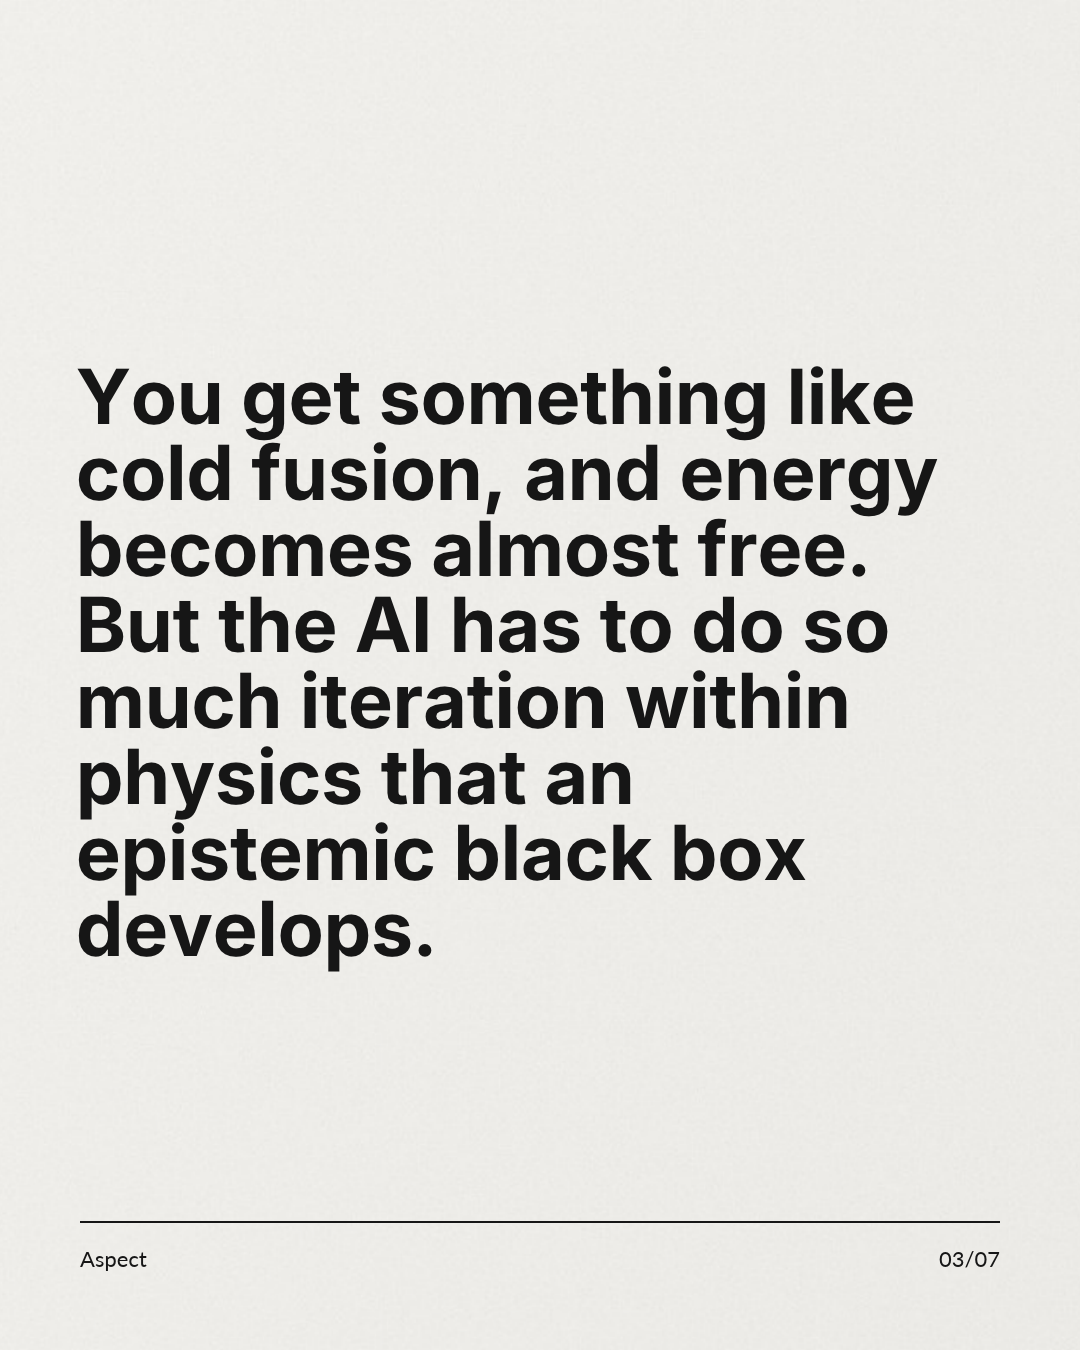 You get something like
cold fusion, and energy
becomes almost free.
But the AI has to do so
much iteration within
physics that an
epistemic black box
develops.
Aspect
03/07